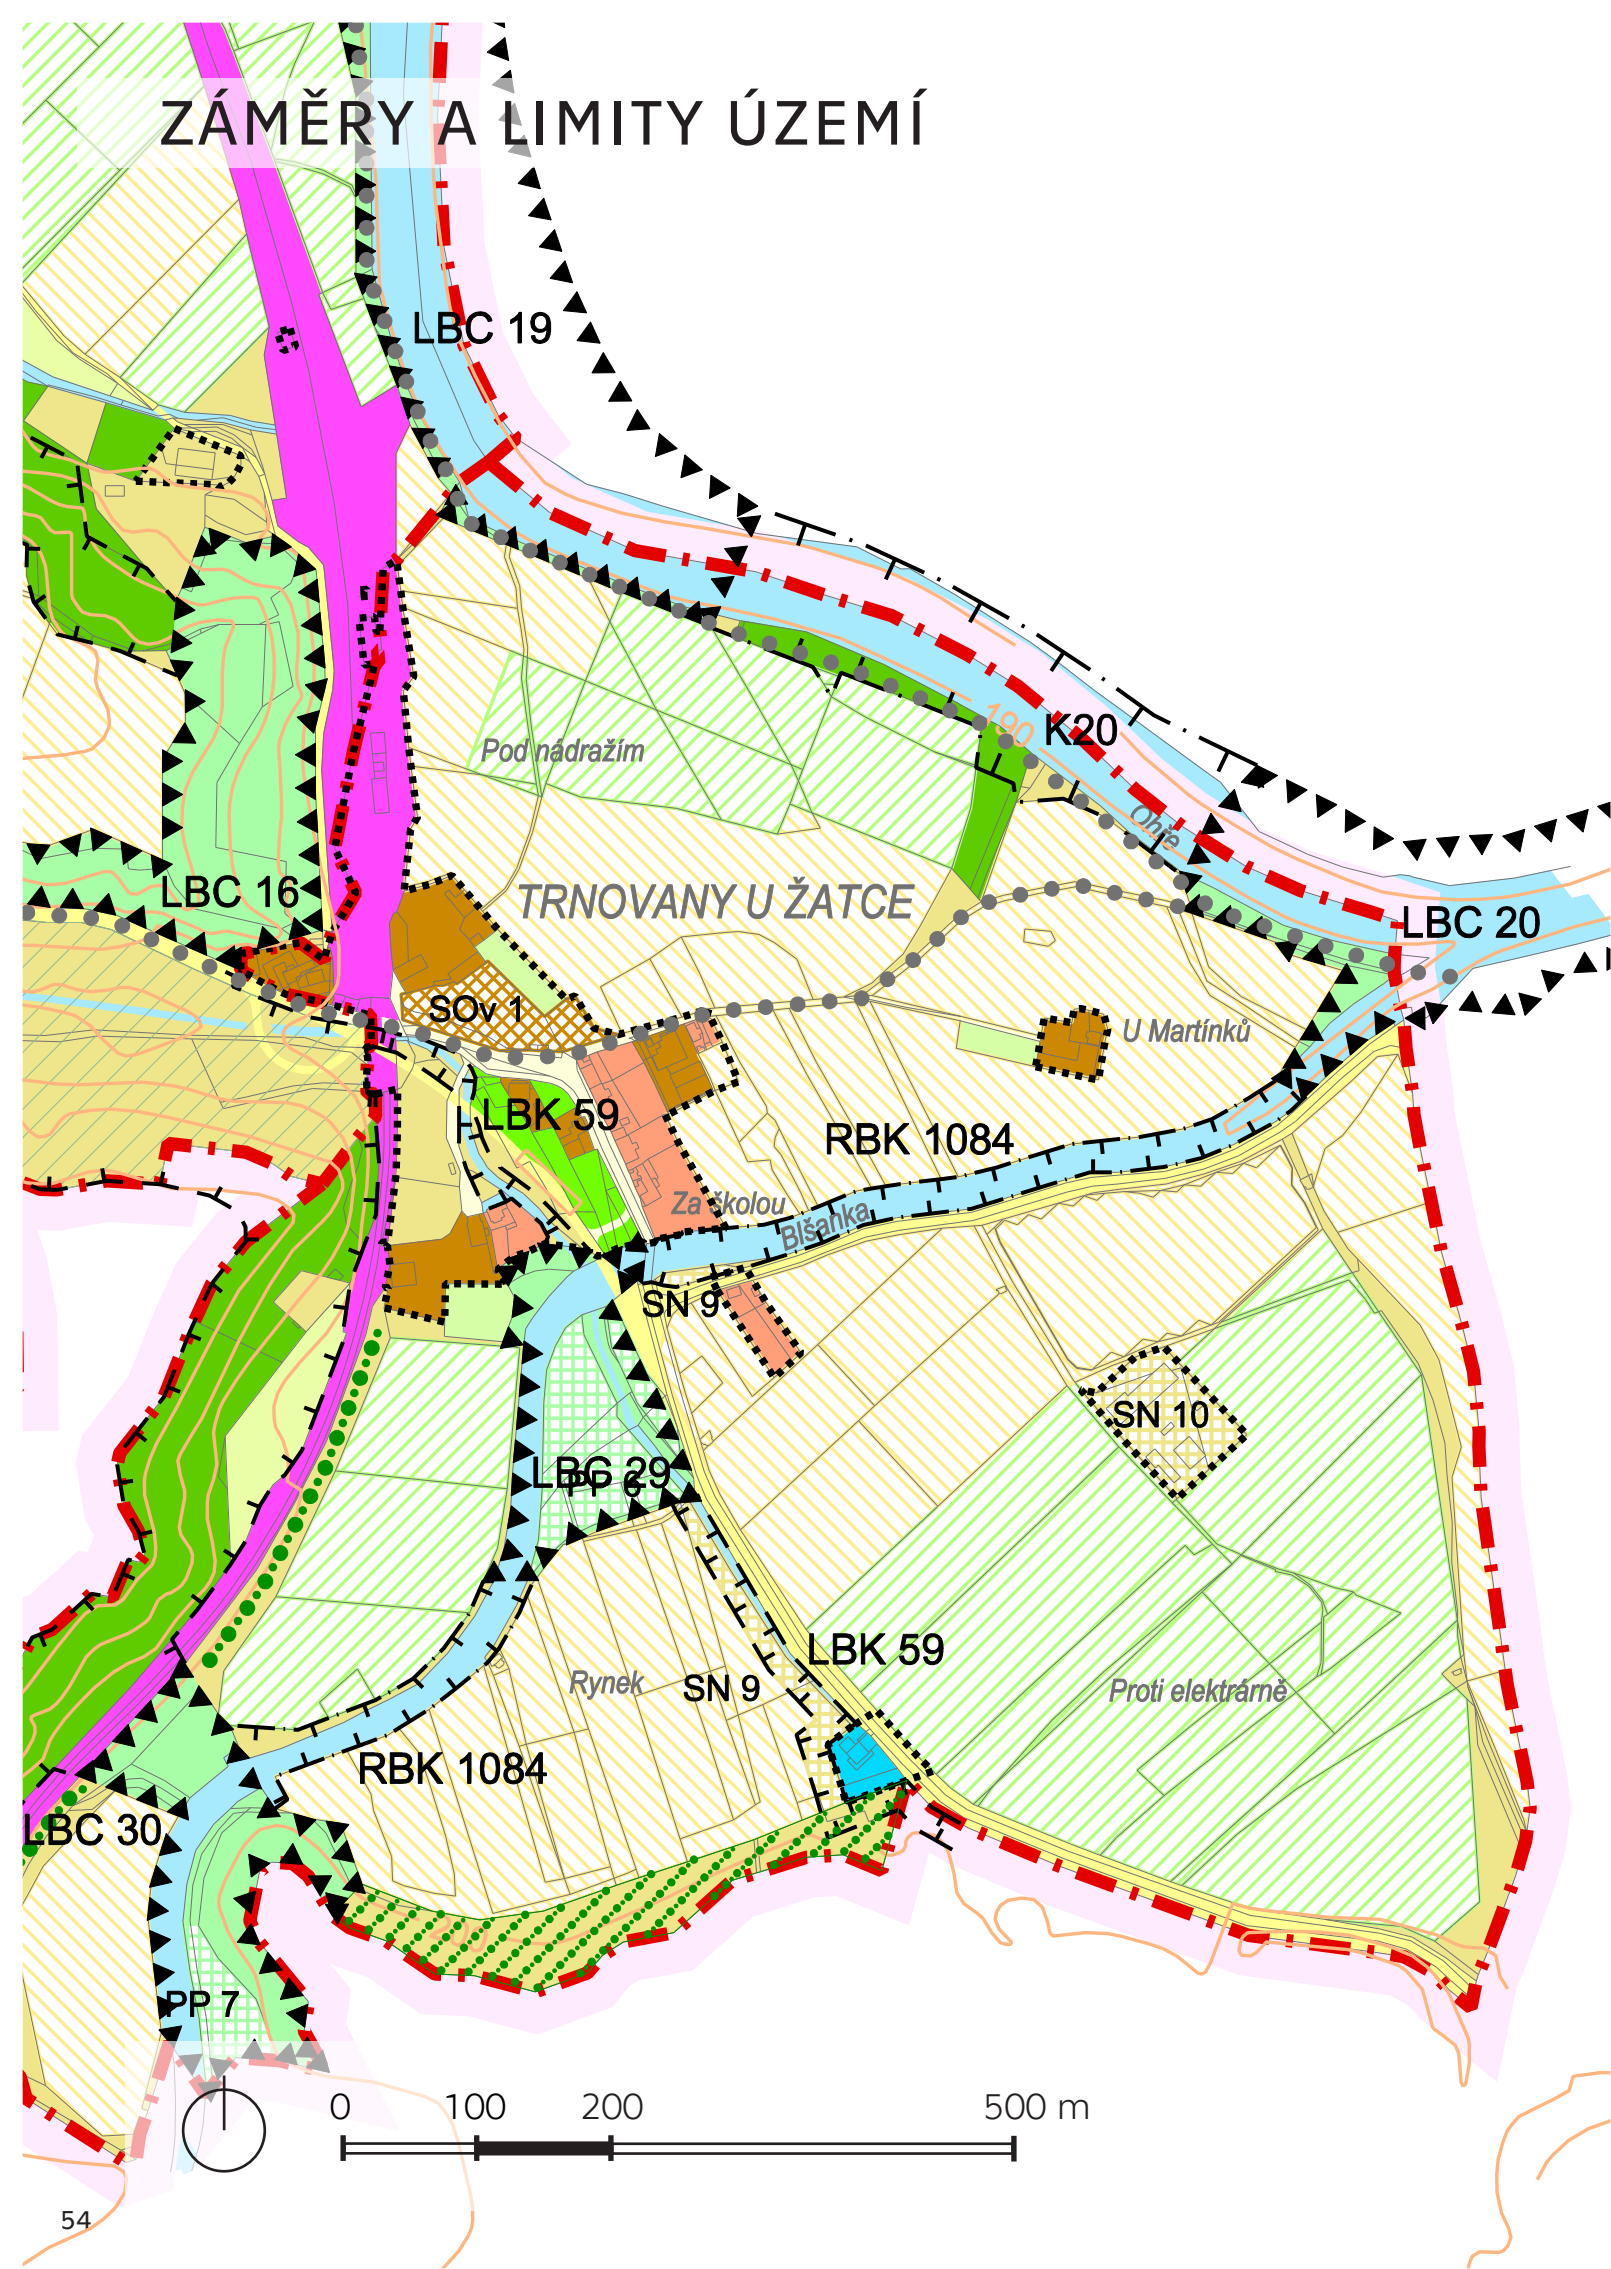 ZÁMĚRY A LIMITY ÚZEMÍ
LBC 19
190
K20
Pod nádražím
Ohře
LBC 16
TRNOVANY U ŽATCE
LBC 20
SOv 1
U Martínků
LBK 59
RBK 1084
Za školou
Blšanka
SN 9
SN 10
LBC 29
PP 6
LBK 59
Rynek
SN 9
Proti elektrárně
RBK 1084
LBC 30
200
PP 7
0 100 200 500 m
54